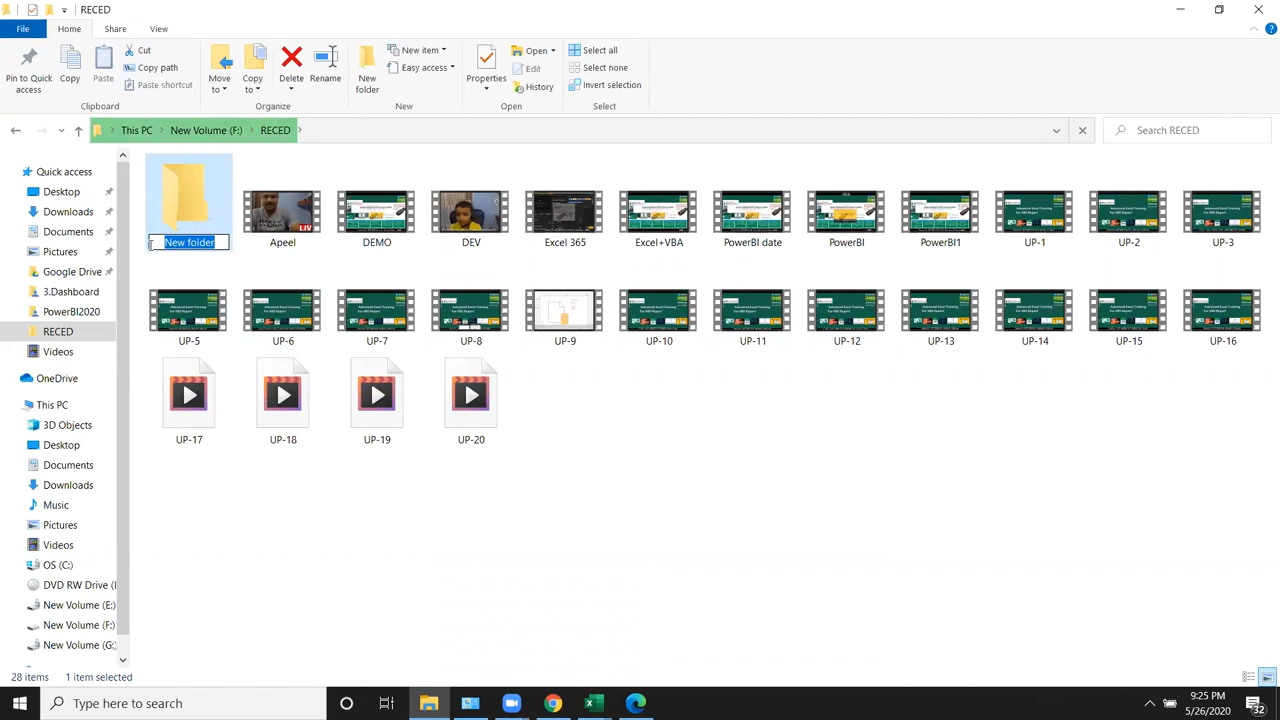 RECED
File Home Share View
Pin to Quick access
Copy
Paste
Cut
Copy path
Paste shortcut
Clipboard
Move to
Copy to
Delete
Rename
Organize
New folder
New item
Easy access
New
Properties
Open
Edit
History
Open
Select all
Select none
Invert selection
Select
This PC New Volume (F:) RECED
Search RECED
Quick access
Desktop
Downloads
Documents
Pictures
Google Drive
3.Dashboard
PowerBI2020
RECED
Videos
OneDrive
This PC
3D Objects
Desktop
Documents
Downloads
Music
Pictures
Videos
OS (C:)
DVD RW Drive (
New Volume (E:)
New Volume (F:)
New Volume (G:)
New folder Apeel DEMO DEV Excel 365 Excel+VBA PowerBI date PowerBI PowerBI1 UP-1 UP-2 UP-3
LIV
UP-5 UP-6 UP-7 UP-8 UP-9 UP-10 UP-11 UP-12 UP-13 UP-14 UP-15 UP-16
UP-17 UP-18 UP-19 UP-20
28 items 1 item selected
Type here to search
9:25 PM
5/26/2020
32